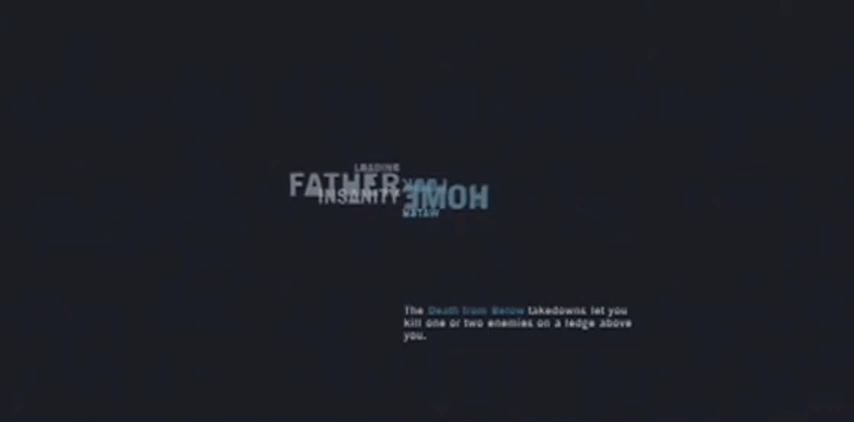 LOADING
FATHER
INSANITY
HOME
WATER
The Death from Below takedowns let you
kill one or two enemies on a ledge above
you.